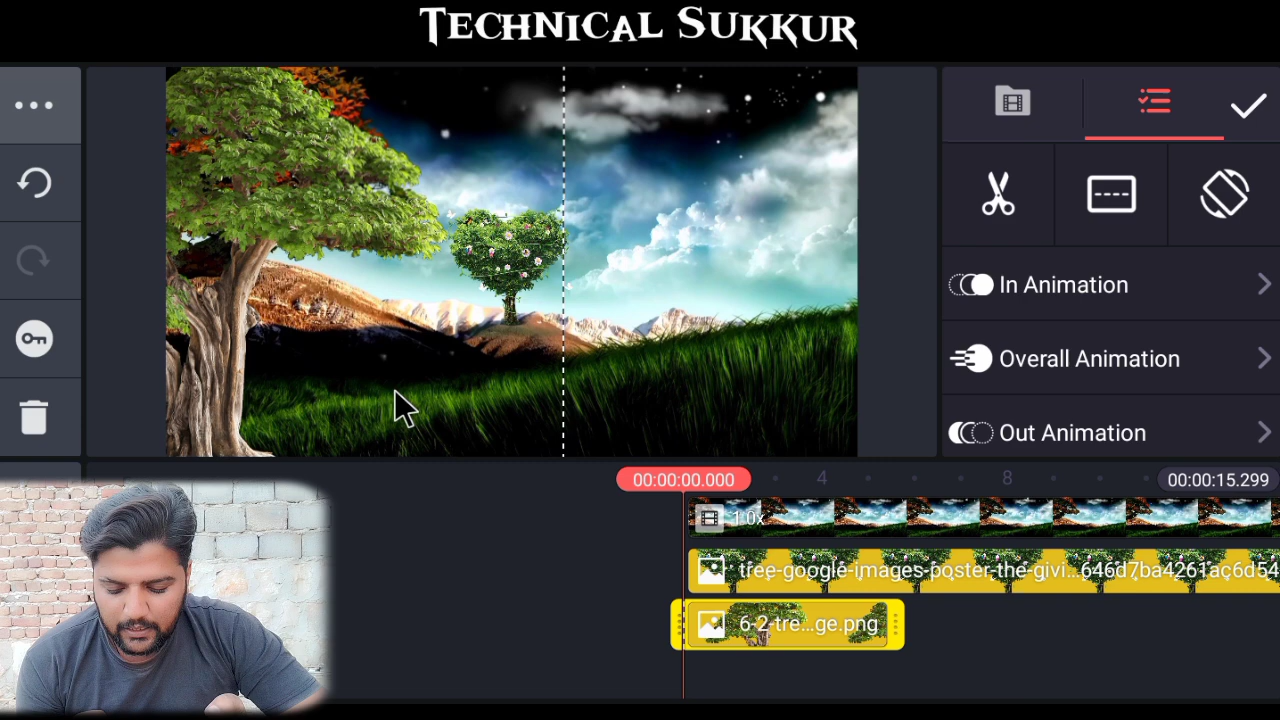 TECHNICAL SUKKUR
In Animation
Overall Animation
Out Animation
00:00:00.000
4
8
00:00:15.299
1.0x
tree-google-images-poster-the-givi...646d7ba4261ac6d54
6-2-tre...ge.png